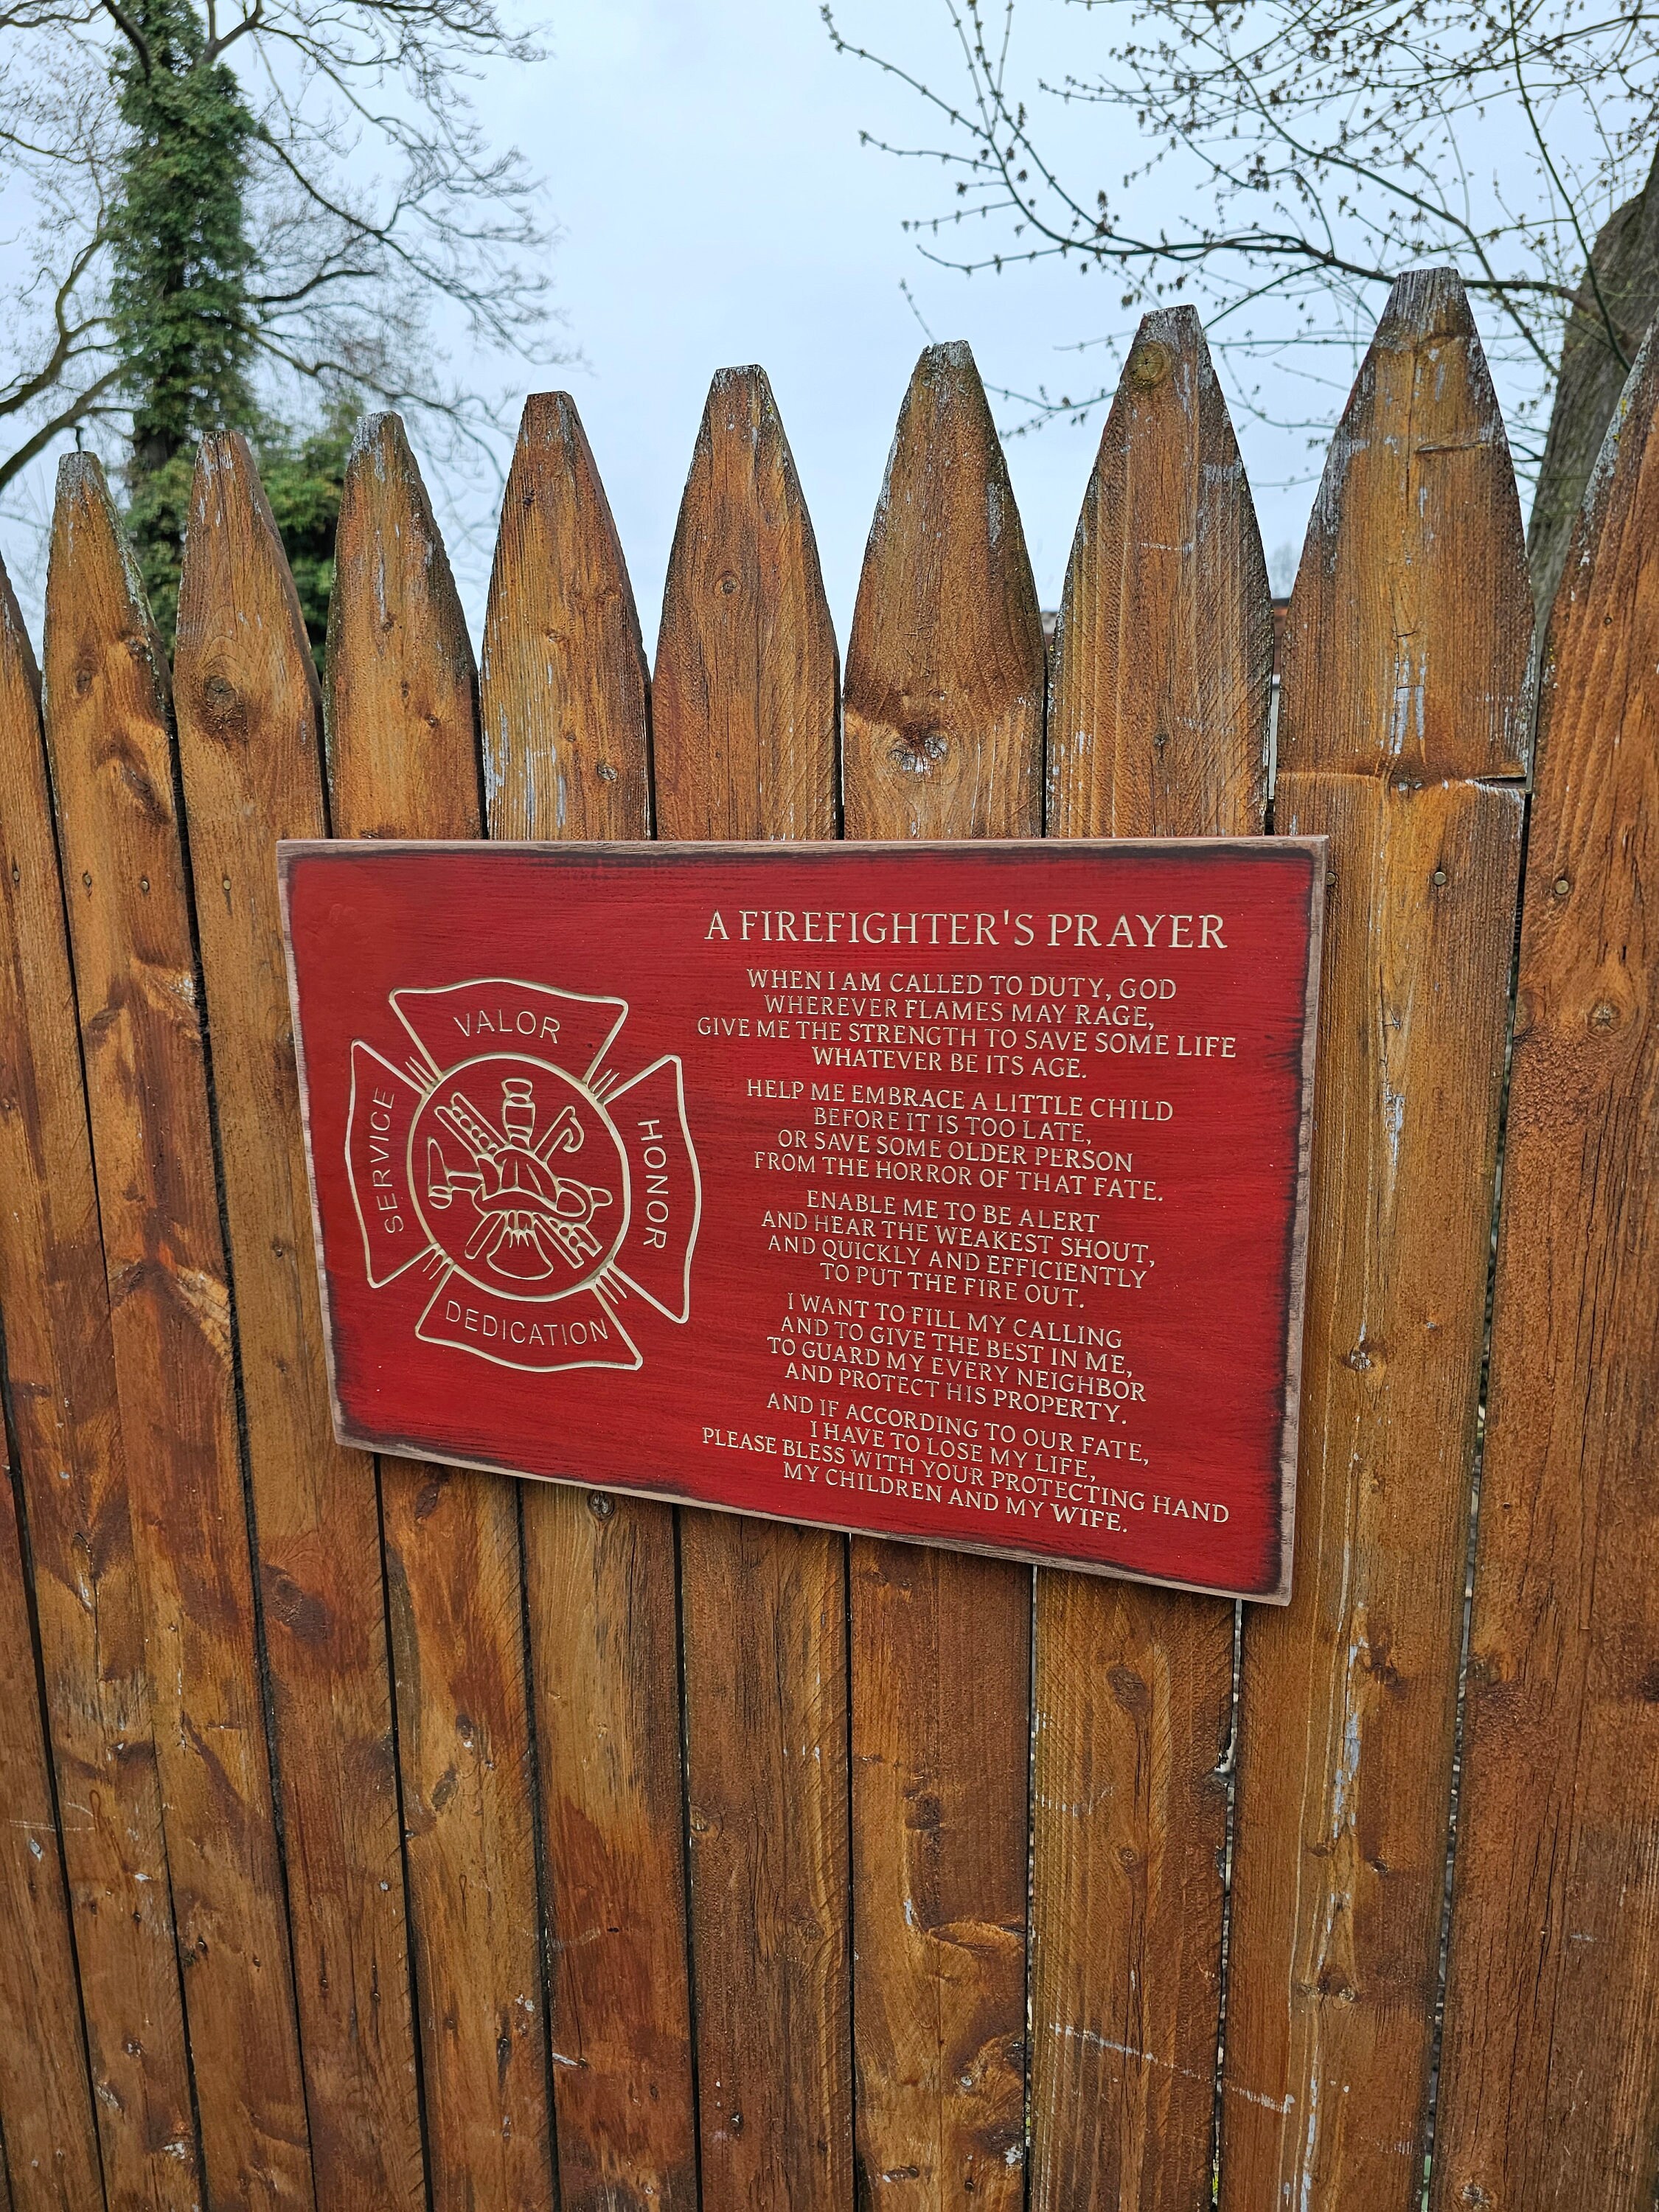 VALOR
SERVICE
HONOR
DEDICATION
A FIREFIGHTER'S PRAYER
WHEN I AM CALLED TO DUTY, GOD
WHEREVER FLAMES MAY RAGE,
GIVE ME THE STRENGTH TO SAVE SOME LIFE
WHATEVER BE ITS AGE.
HELP ME EMBRACE A LITTLE CHILD
BEFORE IT IS TOO LATE,
OR SAVE SOME OLDER PERSON
FROM THE HORROR OF THAT FATE.
ENABLE ME TO BE ALERT
AND HEAR THE WEAKEST SHOUT,
AND QUICKLY AND EFFICIENTLY
TO PUT THE FIRE OUT.
I WANT TO FILL MY CALLING
AND TO GIVE THE BEST IN ME,
TO GUARD MY EVERY NEIGHBOR
AND PROTECT HIS PROPERTY.
AND IF ACCORDING TO OUR FATE,
I HAVE TO LOSE MY LIFE,
PLEASE BLESS WITH YOUR PROTECTING HAND
MY CHILDREN AND MY WIFE.